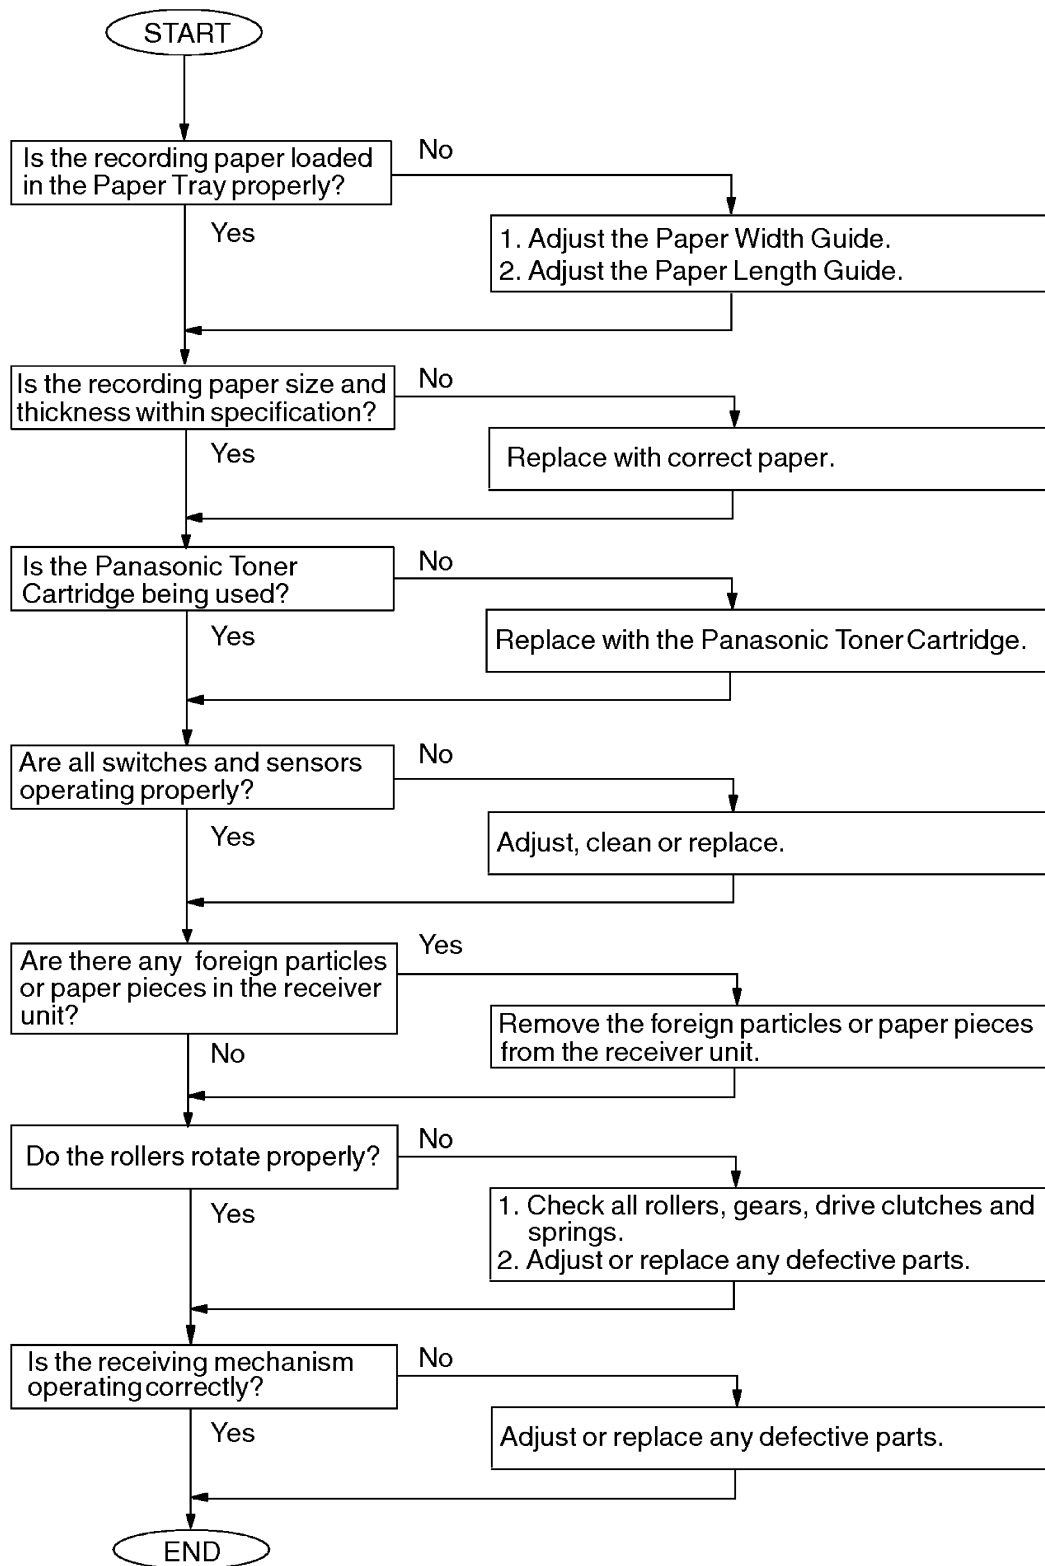 START
Is the recording paper loaded
in the Paper Tray properly?
No
Yes
1. Adjust the Paper Width Guide.
2. Adjust the Paper Length Guide.
Is the recording paper size and
thickness within specification?
No
Yes
Replace with correct paper.
Is the Panasonic Toner
Cartridge being used?
No
Yes
Replace with the Panasonic Toner Cartridge.
Are all switches and sensors
operating properly?
No
Yes
Adjust, clean or replace.
Are there any foreign particles
or paper pieces in the receiver
unit?
Yes
No
Remove the foreign particles or paper pieces
from the receiver unit.
Do the rollers rotate properly?
No
Yes
1. Check all rollers, gears, drive clutches and
springs.
2. Adjust or replace any defective parts.
Is the receiving mechanism
operating correctly?
No
Yes
Adjust or replace any defective parts.
END